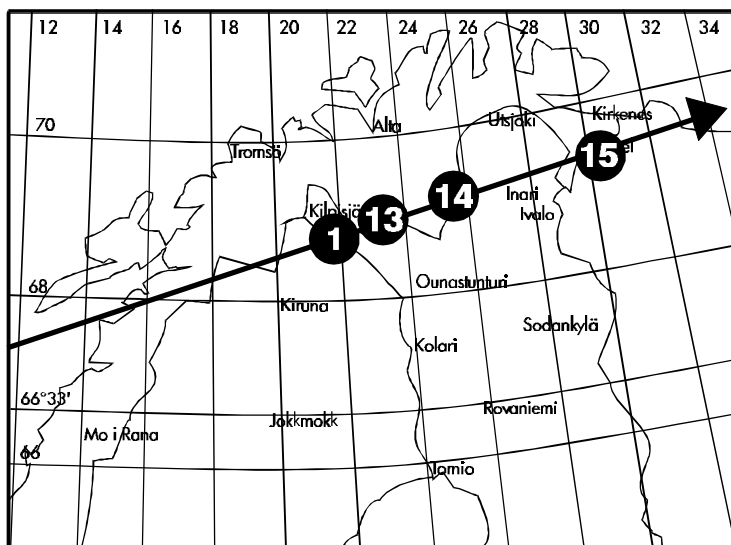 12 14 16 18 20 22 24 26 28 30 32 34
70
Kirkenes
Alta
Utsjoki
Tromsö
15
14
Inari
Kilpisjä
13
Ivalo
1
68
Ounastunturi
Kiruna
Sodankylä
Kolari
66°33'
Rovaniemi
Jokkmokk
Mo i Rana
66
Tornio